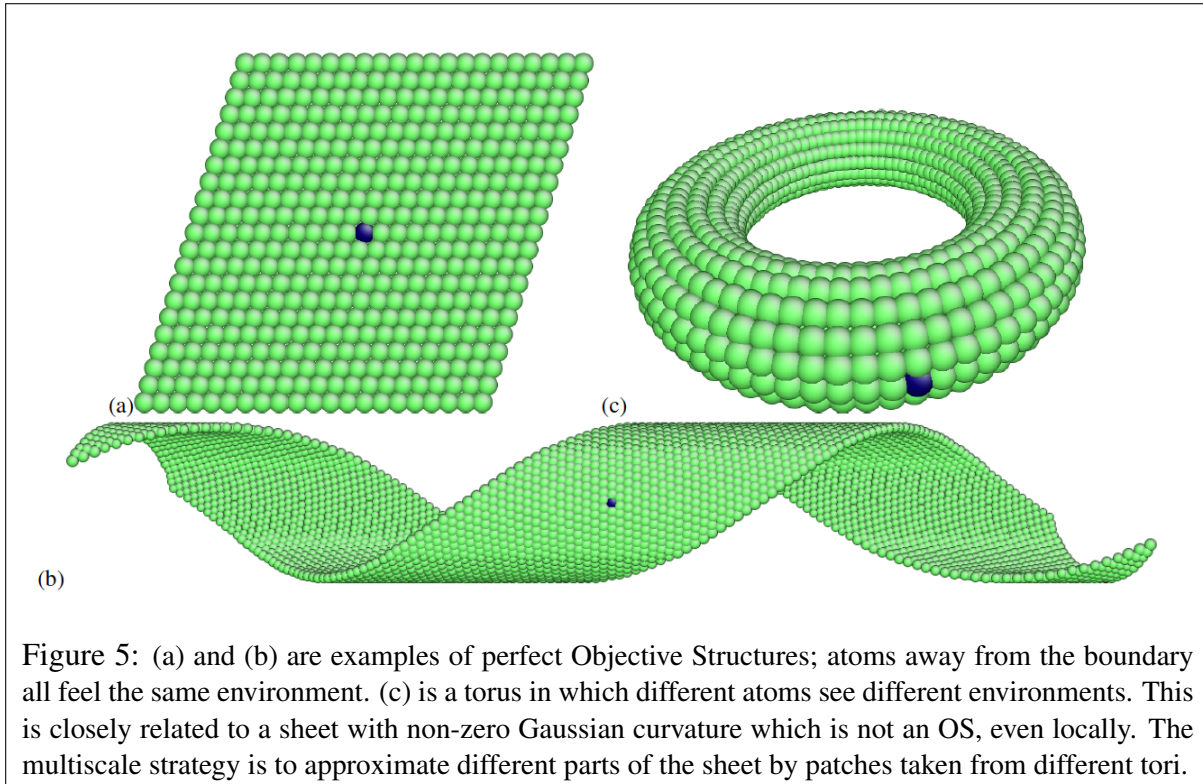 (a)
(c)
(b)
Figure 5: (a) and (b) are examples of perfect Objective Structures; atoms away from the boundary
all feel the same environment. (c) is a torus in which different atoms see different environments. This
is closely related to a sheet with non-zero Gaussian curvature which is not an OS, even locally. The
multiscale strategy is to approximate different parts of the sheet by patches taken from different tori.